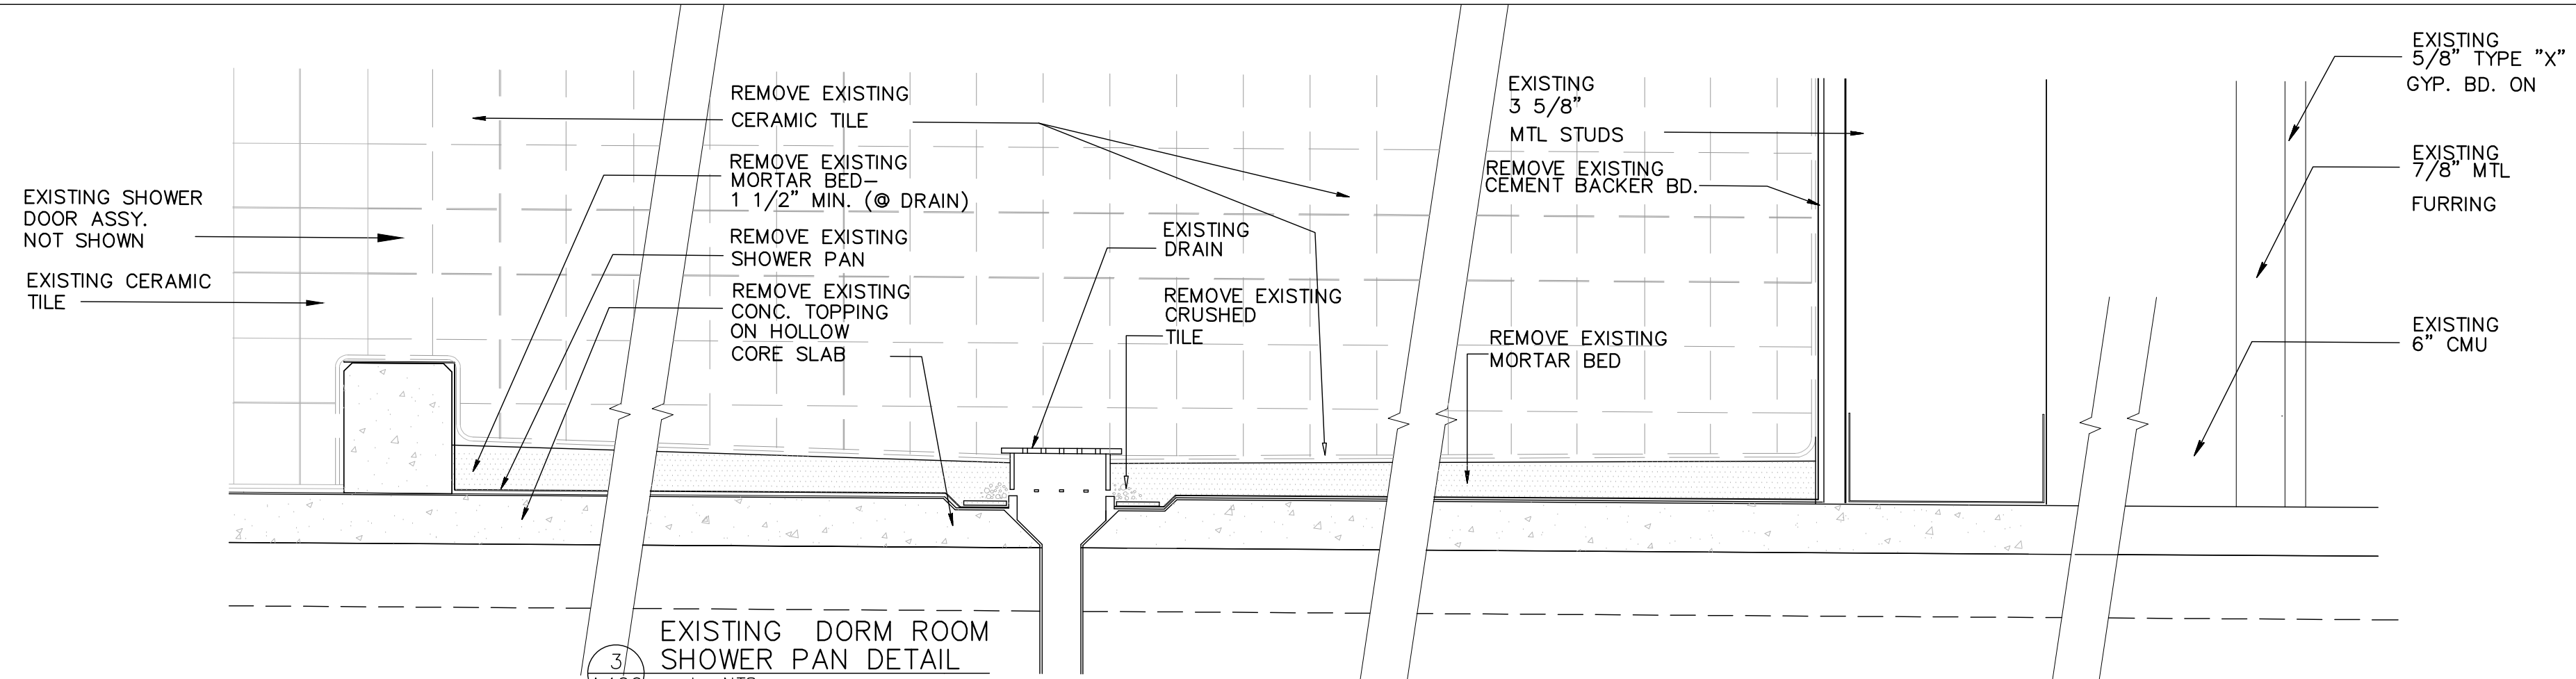 EXISTING SHOWER
DOOR ASSY.
NOT SHOWN
EXISTING CERAMIC
TILE
REMOVE EXISTING
CERAMIC TILE
REMOVE EXISTING
MORTAR BED-
1 1/2" MIN. (@ DRAIN)
REMOVE EXISTING
SHOWER PAN
REMOVE EXISTING
CONC. TOPPING
ON HOLLOW
CORE SLAB
EXISTING
DRAIN
REMOVE EXISTING
CRUSHED
TILE
EXISTING
3 5/8"
MTL STUDS
REMOVE EXISTING
CEMENT BACKER BD.
REMOVE EXISTING
MORTAR BED
EXISTING
5/8" TYPE "X"
GYP. BD. ON
EXISTING
7/8" MTL
FURRING
EXISTING
6" CMU
3
EXISTING DORM ROOM
SHOWER PAN DETAIL